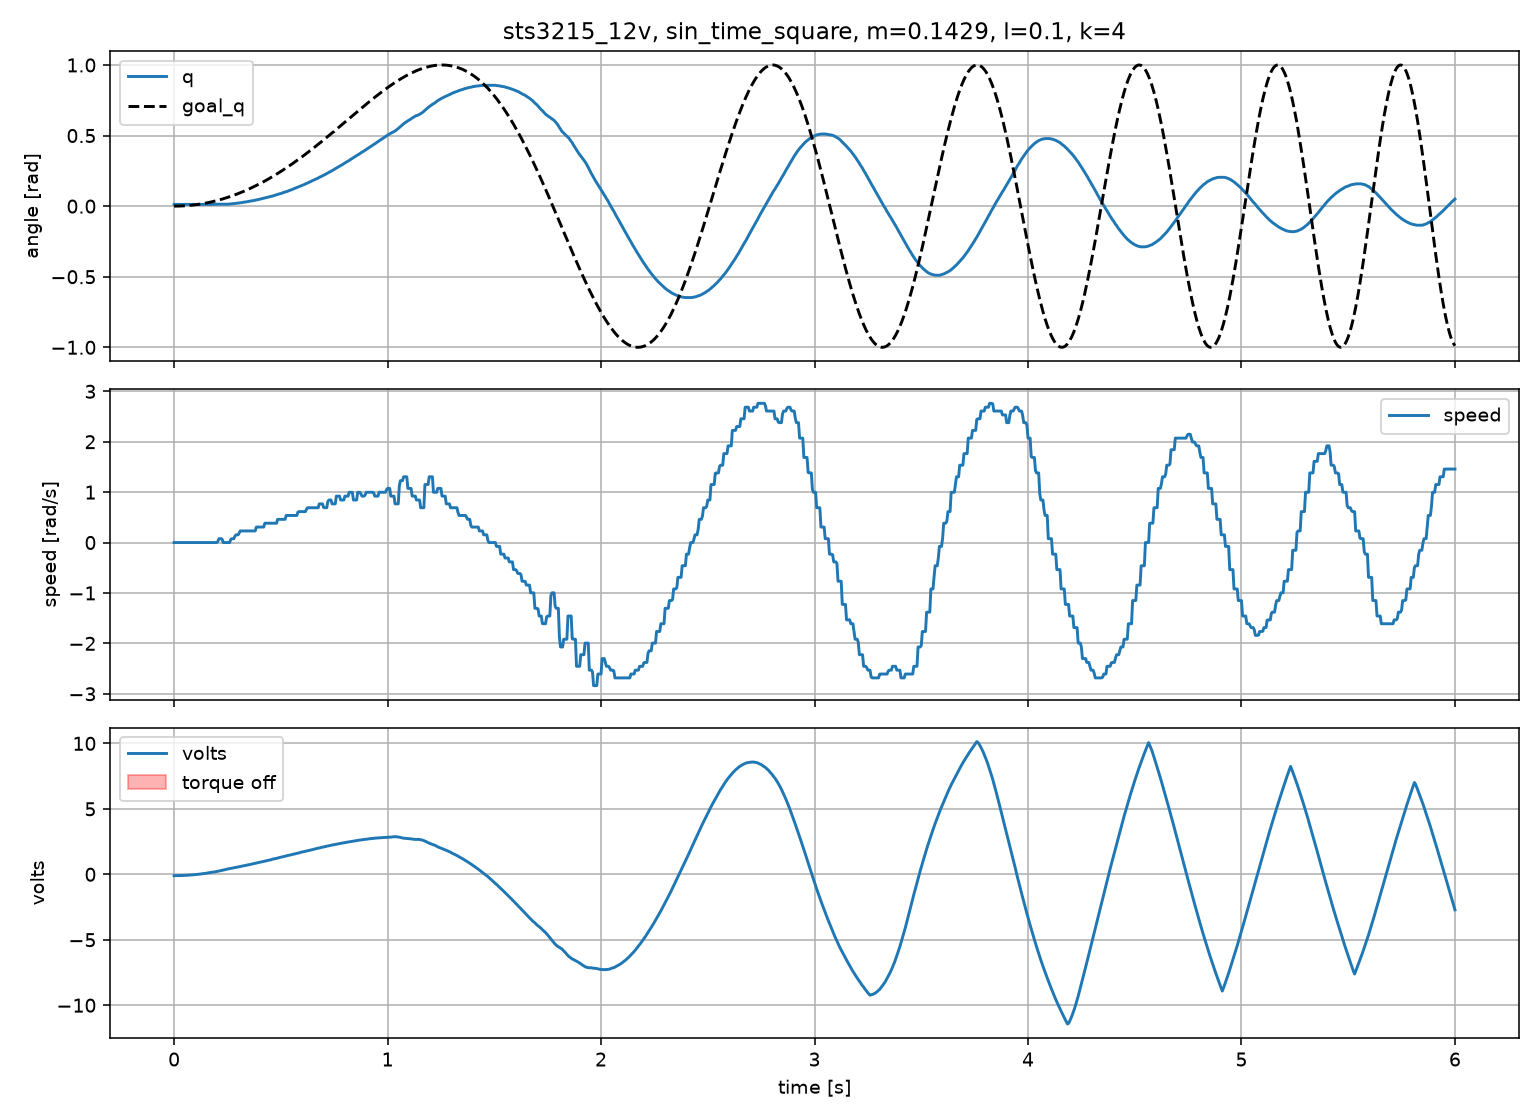 sts3215_12v, sin_time_square, m=0.1429, l=0.1, k=4
q
goal_q
1.0
0.5
0.0
−0.5
−1.0
angle [rad]
speed
3
2
1
0
−1
−2
−3
speed [rad/s]
volts
torque off
10
5
0
−5
−10
volts
0 1 2 3 4 5 6
time [s]